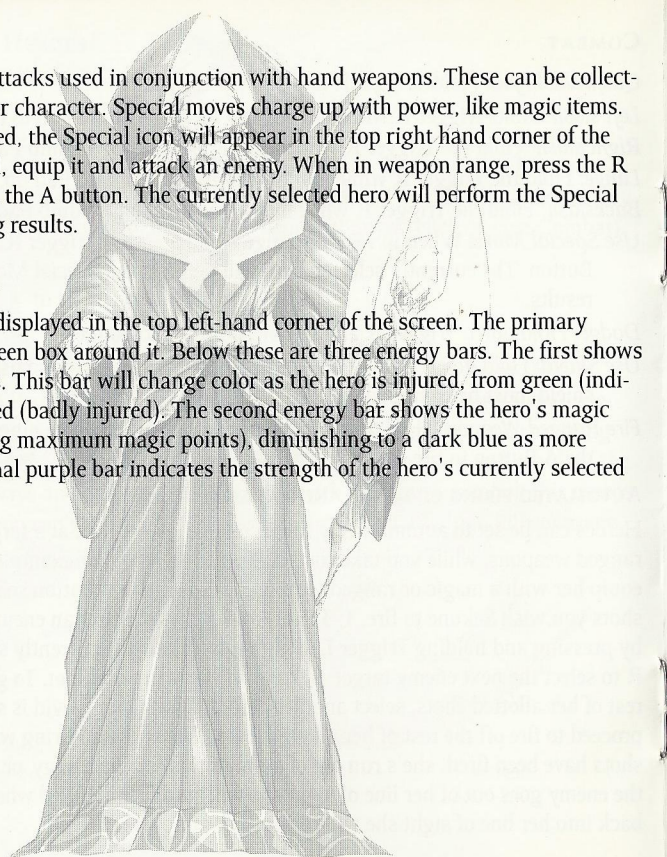 ttacks used in conjunction with hand weapons. These can be collect-
r character. Special moves charge up with power, like magic items.
ed, the Special icon will appear in the top right hand corner of the
, equip it and attack an enemy. When in weapon range, press the R
the A button. The currently selected hero will perform the Special
g results.
displayed in the top left-hand corner of the screen. The primary
een box around it. Below these are three energy bars. The first shows
. This bar will change color as the hero is injured, from green (indi-
ed (badly injured). The second energy bar shows the hero's magic
g maximum magic points), diminishing to a dark blue as more
nal purple bar indicates the strength of the hero's currently selected